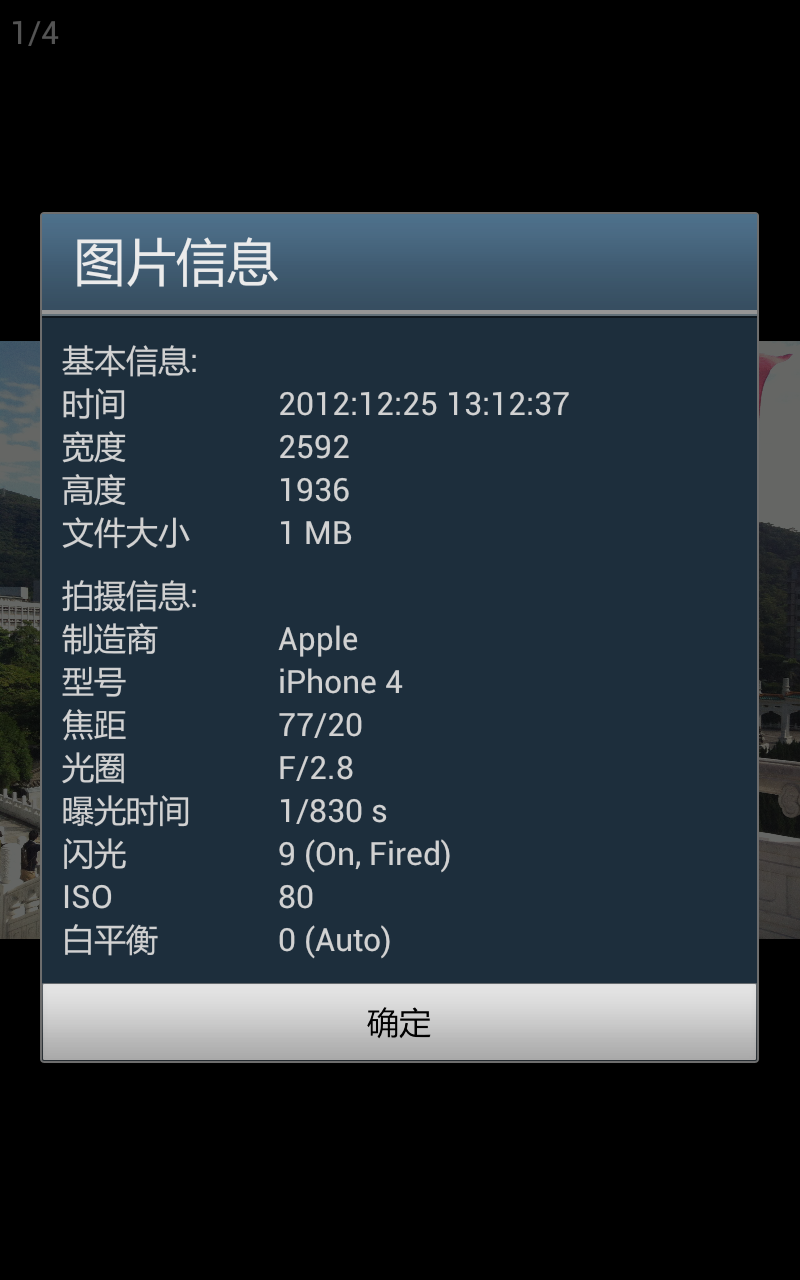 1/4
图片信息
基本信息:
时间 2012:12:25 13:12:37
宽度 2592
高度 1936
文件大小 1 MB
拍摄信息:
制造商 Apple
型号 iPhone 4
焦距 77/20
光圈 F/2.8
曝光时间 1/830 s
闪光 9 (On, Fired)
ISO 80
白平衡 0 (Auto)
确定